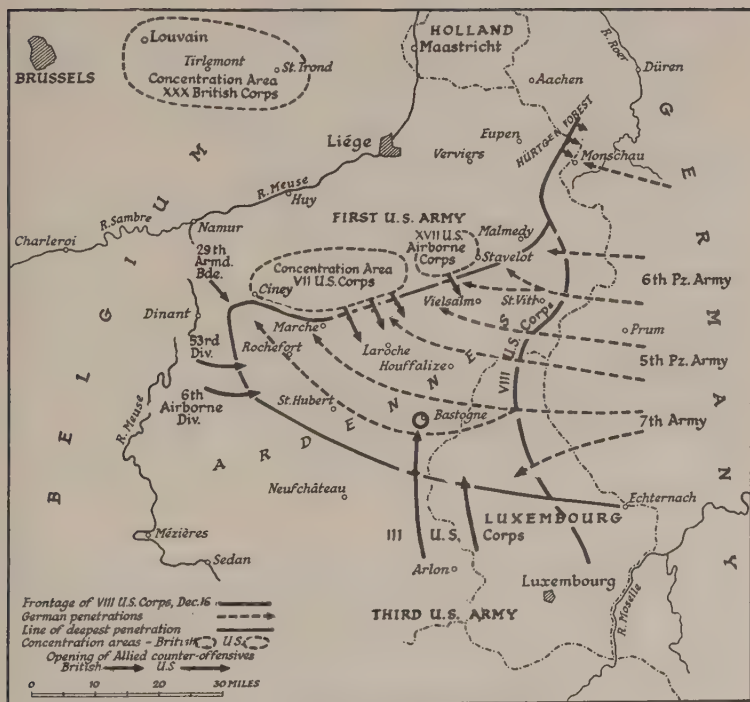 HOLLAND
Maastricht
R. Roer
Louvain
Tirlemont
St. Trond
Concentration Area
XXX British Corps
BRUSSELS
Aachen
Düren
GERMANY
HÜRTGEN FOREST
Eupen
Verviers
Monschau
Liége
R. Meuse
Huy
BELGIUM
R. Sambre
Namur
Charleroi
FIRST U.S. ARMY
XVII U.S.
Airborne
Corps
Malmedy
Stavelot
29th
Armd.
Bde.
Concentration Area
VII U.S. Corps
Ciney
6th Pz. Army
Vielsalm
St. Vith
Dinant
Marche
Prum
Rochefort
Laroche
Houffalize
VIII U.S. Corps
5th Pz. Army
53rd
Div.
6th
Airborne
Div.
St. Hubert
Bastogne
7th Army
R. Meuse
ARDENNES
Neufchâteau
Echternach
LUXEMBOURG
III U.S. Corps
Mézières
Sedan
Arlon
Luxembourg
R. Moselle
THIRD U.S. ARMY
Frontage of VIII U.S. Corps, Dec. 16
German penetrations
Line of deepest penetration
Concentration areas - British U.S.
Opening of Allied counter-offensives
British U.S
0 10 20 30 MILES